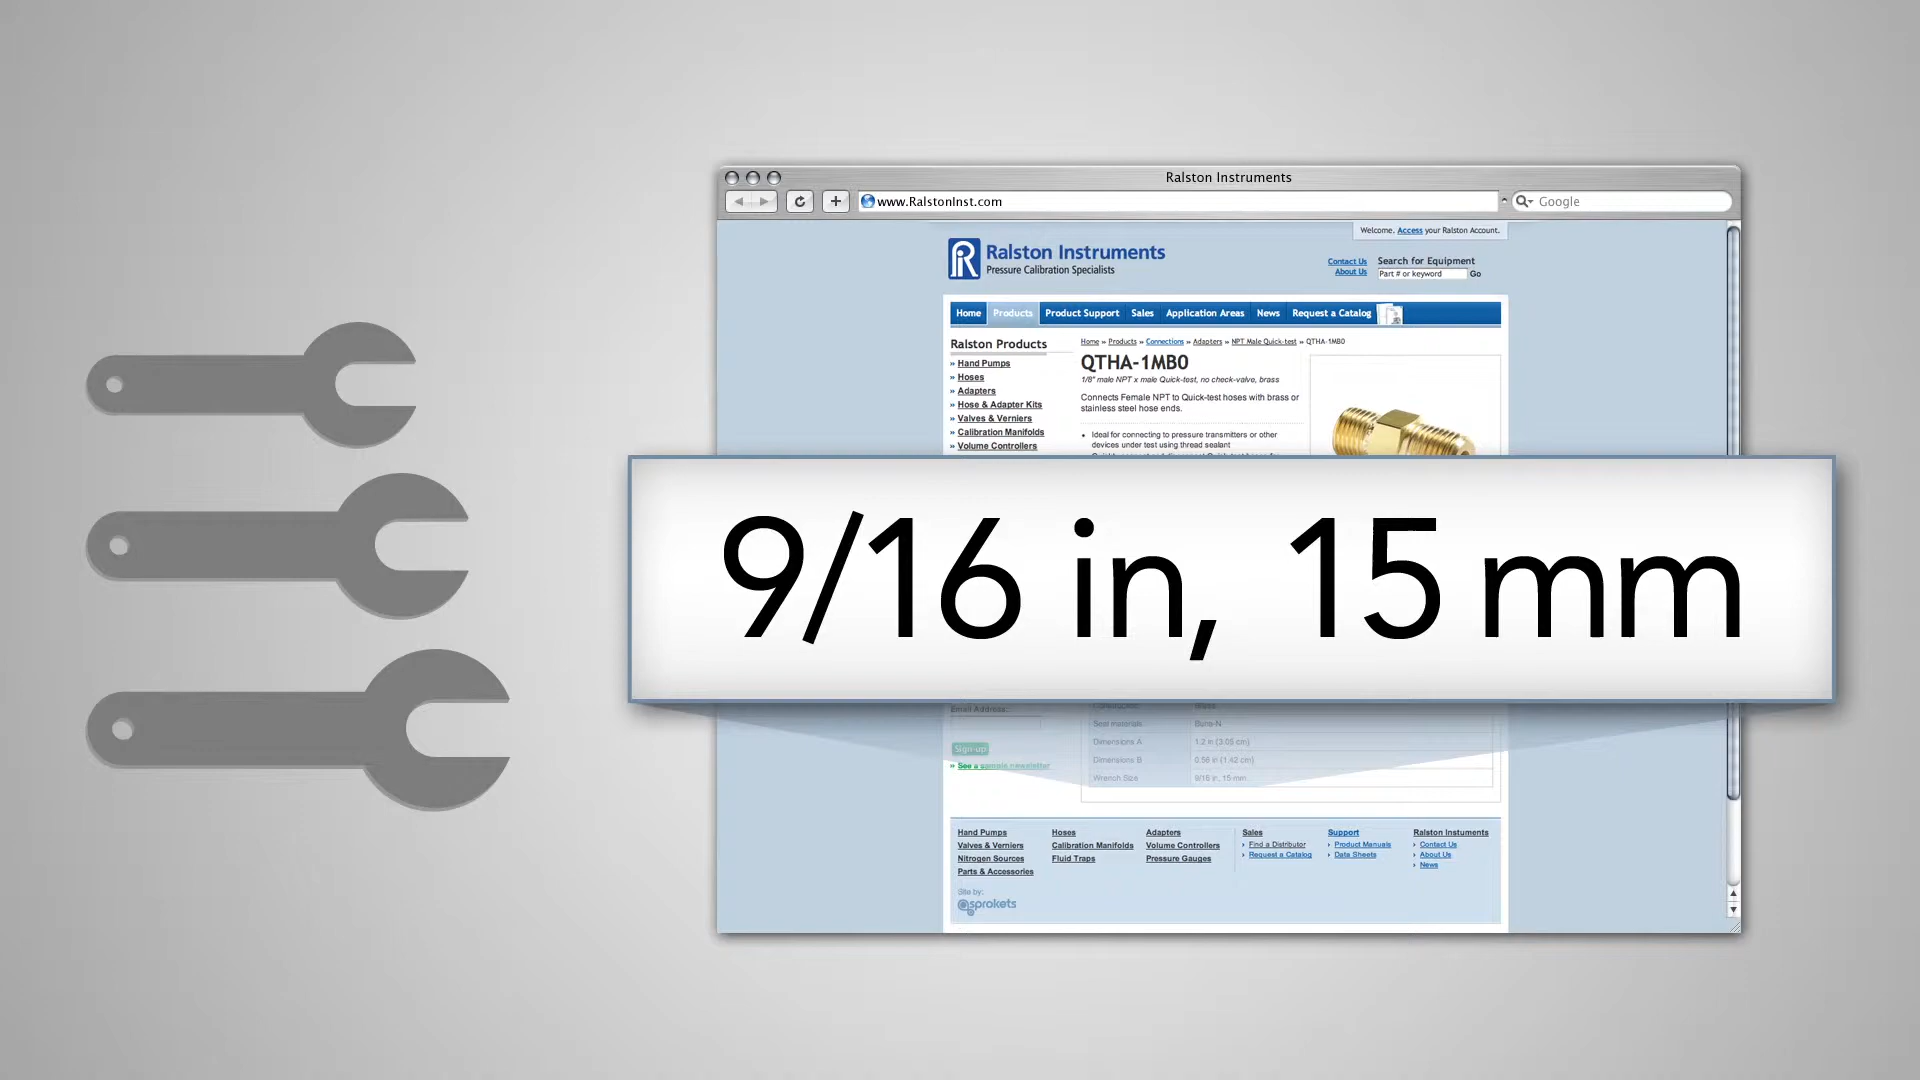 Ralston Instruments
www.RalstonInst.com
Google
Welcome. Access your Ralston Account.
Ralston Instruments
Pressure Calibration Specialists
Contact Us
About Us
Search for Equipment
Part # or keyword Go
Home Products Product Support Sales Application Areas News Request a Catalog
Ralston Products
» Hand Pumps
» Hoses
» Adapters
» Hose & Adapter Kits
» Valves & Verniers
» Calibration Manifolds
» Volume Controllers
Home » Products » Connections » Adapters » NPT Male Quick-test » QTHA-1MB0
QTHA-1MB0
1/8" male NPT x male Quick-test, no check-valve, brass
Connects Female NPT to Quick-test hoses with brass or
stainless steel hose ends.
• Ideal for connecting to pressure transmitters or other
devices under test using thread sealant
9/16 in, 15 mm
Email Address:
Sign-up
» See a sample newsletter
Seal materials Buna-N
Dimensions A 1.2 in (3.05 cm)
Dimensions B 0.56 in (1.42 cm)
Wrench Size 9/16 in, 15 mm
Hand Pumps
Valves & Verniers
Nitrogen Sources
Parts & Accessories
Hoses
Calibration Manifolds
Fluid Traps
Adapters
Volume Controllers
Pressure Gauges
Sales
› Find a Distributor
› Request a Catalog
Support
› Product Manuals
› Data Sheets
Ralston Instuments
› Contact Us
› About Us
› News
Site by:
sprokets